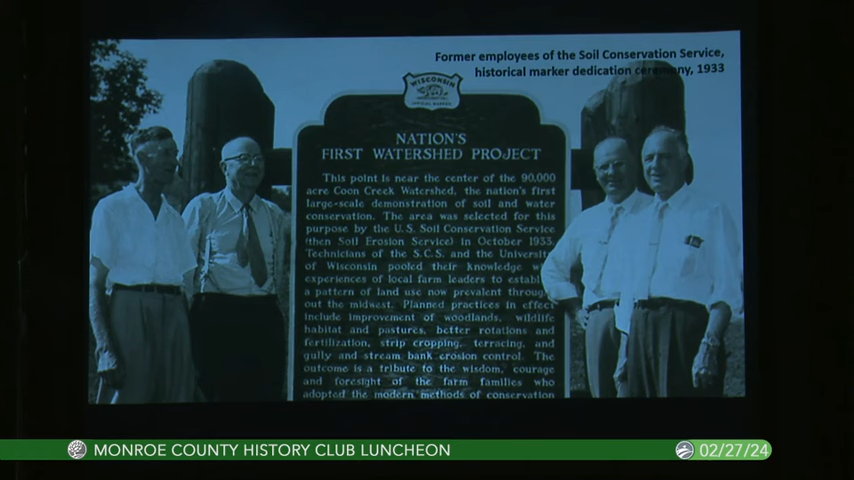 Former employees of the Soil Conservation Service,
historical marker dedication ceremony, 1933
WISCONSIN
OFFICIAL MARKER
NATION'S
FIRST WATERSHED PROJECT
This point is near the center of the 90,000
acre Coon Creek Watershed, the nation's first
large-scale demonstration of soil and water
conservation. The area was selected for this
purpose by the U.S. Soil Conservation Service
(then Soil Erosion Service) in October 1933.
Technicians of the S.C.S. and the Universit
of Wisconsin pooled their knowledge w
experiences of local farm leaders to establi
a pattern of land use now prevalent through
out the midwest. Planned practices in effect
include improvement of woodlands, wildlife
habitat and pastures, better rotations and
fertilization, strip cropping, terracing, and
gully and stream bank erosion control. The
outcome is a tribute to the wisdom, courage
and foresight of the farm families who
adopted the modern methods of conservation
MONROE COUNTY HISTORY CLUB LUNCHEON
02/27/24